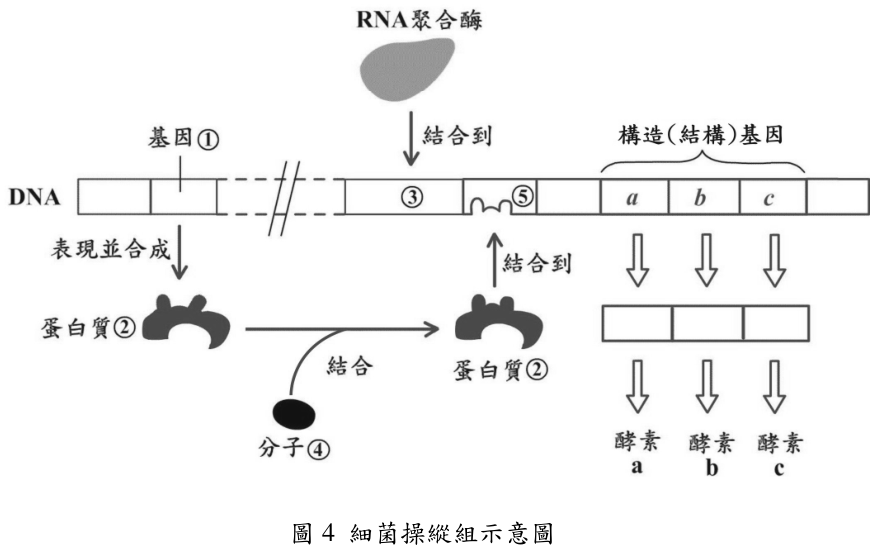 RNA聚合酶
結合到
構造(結構)基因
基因①
DNA
③
⑤
a
b
c
表現並合成
結合到
蛋白質②
結合
蛋白質②
分子④
酵素
a
酵素
b
酵素
c
圖 4 細菌操縱組示意圖